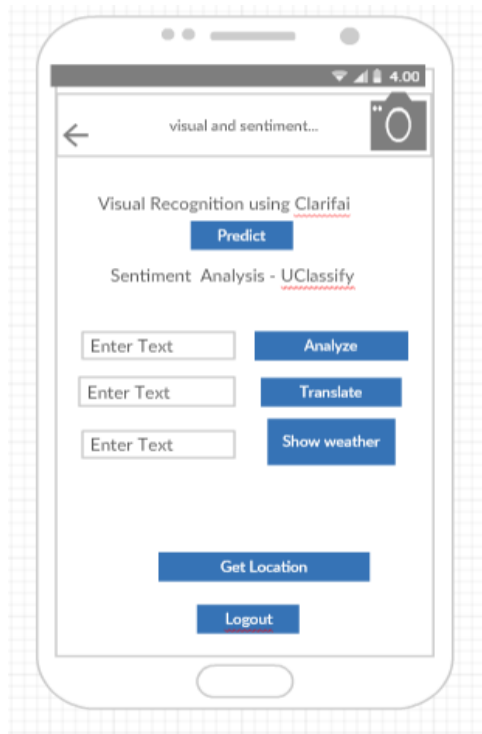 4.00
visual and sentiment...
Visual Recognition using Clarifai
Predict
Sentiment Analysis - UClassify
Enter Text
Analyze
Enter Text
Translate
Enter Text
Show weather
Get Location
Logout